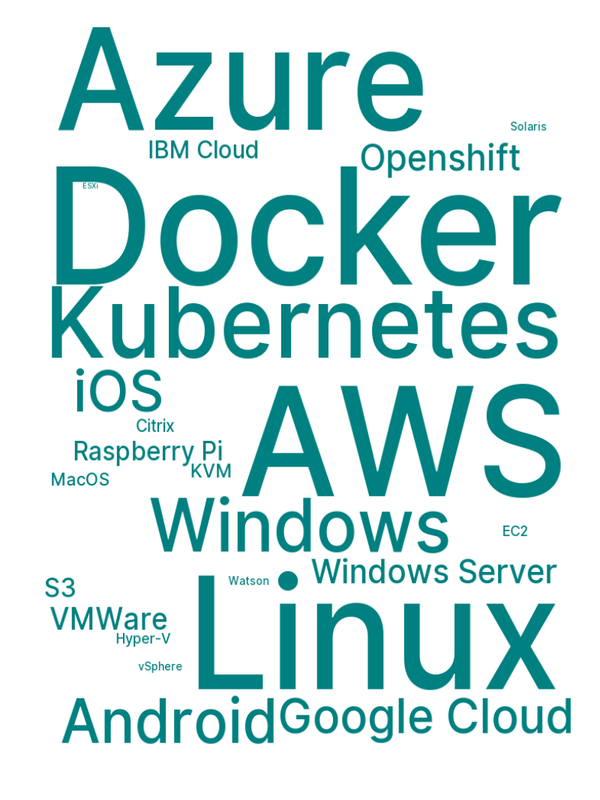 Azure
Solaris
IBM Cloud
Openshift
ESXi
Docker
Kubernetes
iOS
AWS
Citrix
Raspberry Pi
KVM
MacOS
Windows
EC2
Windows Server
Watson
S3
Linux
VMWare
Hyper-V
vSphere
Android
Google Cloud